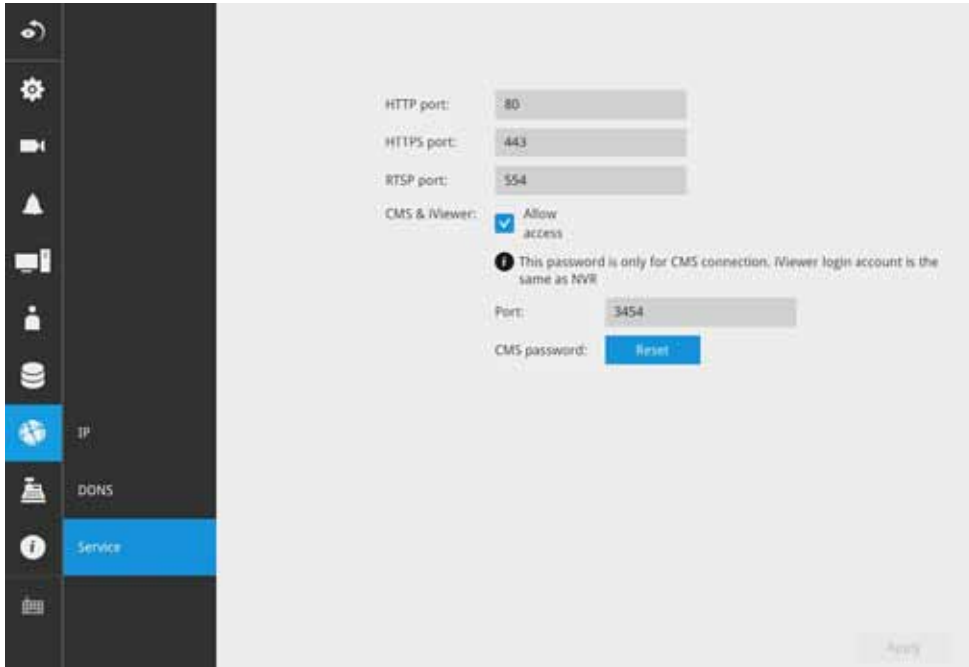 HTTP port: 80
HTTPS port: 443
RTSP port: 554
CMS & iViewer: Allow
access
This password is only for CMS connection. iViewer login account is the
same as NVR
Port: 3454
CMS password: Reset
IP
DDNS
Service
Apply